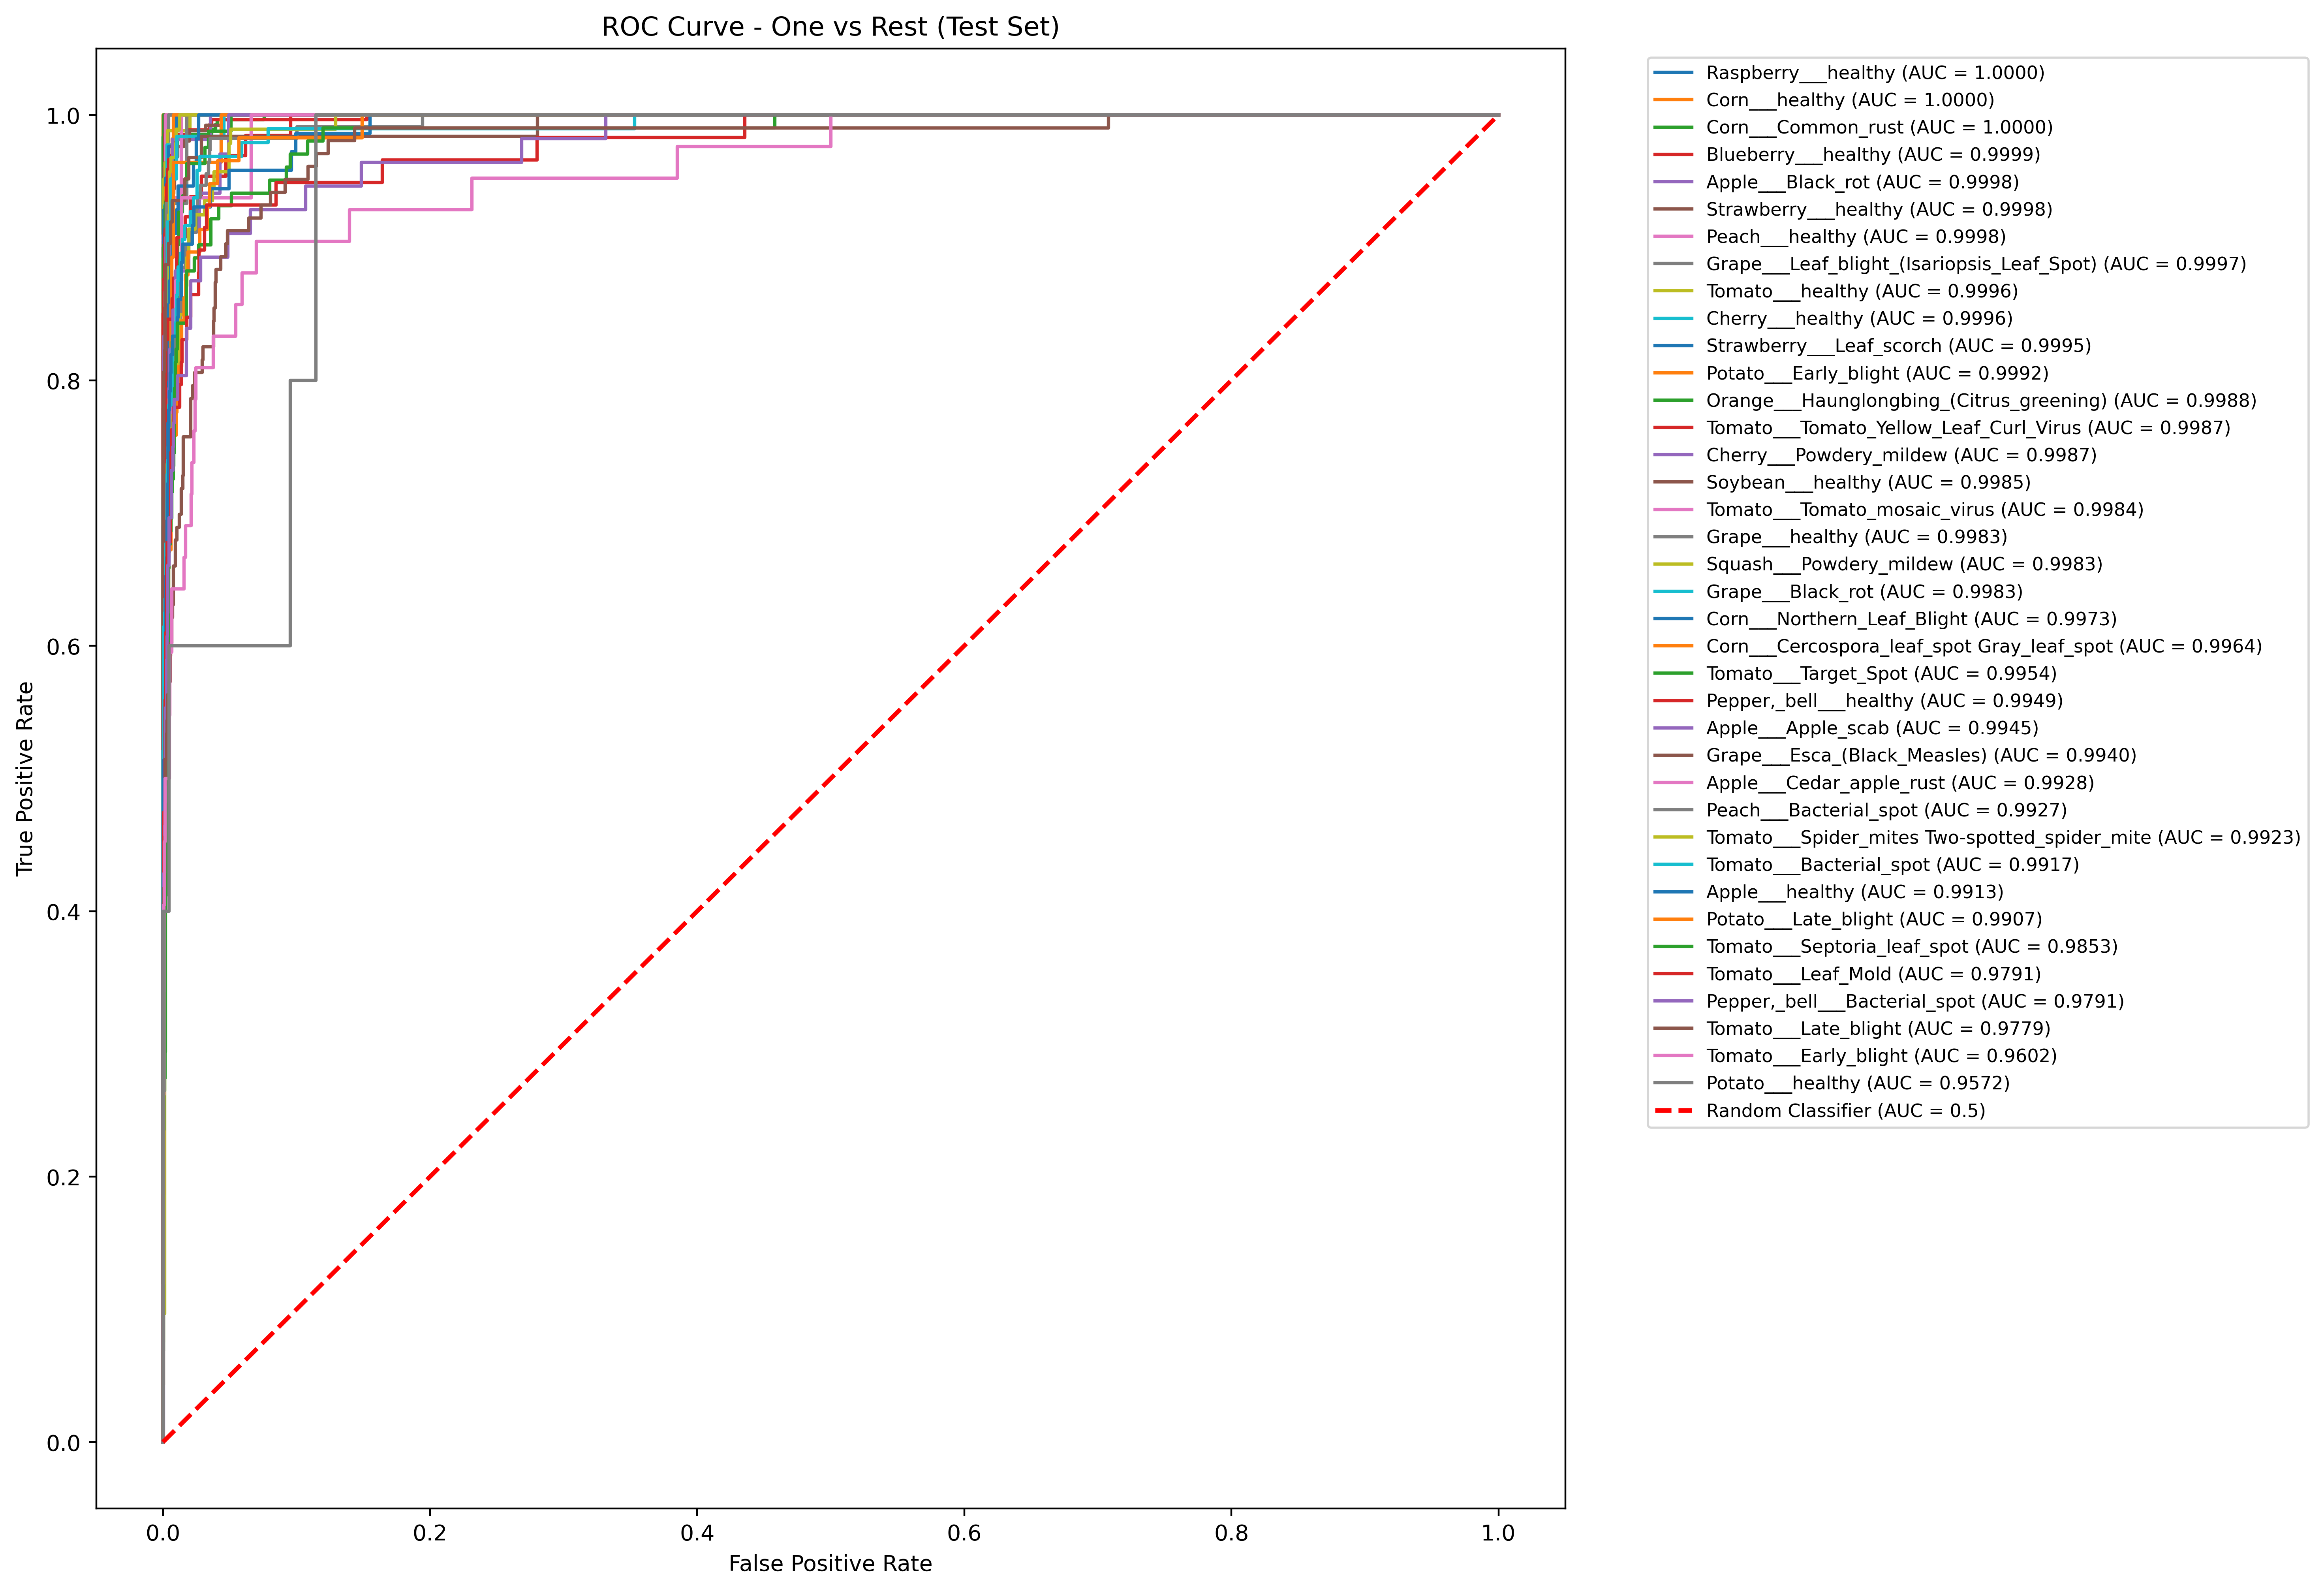 ROC Curve - One vs Rest (Test Set)
True Positive Rate
1.0
0.8
0.6
0.4
0.2
0.0
0.0 0.2 0.4 0.6 0.8 1.0
False Positive Rate
Raspberry___healthy (AUC = 1.0000)
Corn___healthy (AUC = 1.0000)
Corn___Common_rust (AUC = 1.0000)
Blueberry___healthy (AUC = 0.9999)
Apple___Black_rot (AUC = 0.9998)
Strawberry___healthy (AUC = 0.9998)
Peach___healthy (AUC = 0.9998)
Grape___Leaf_blight_(Isariopsis_Leaf_Spot) (AUC = 0.9997)
Tomato___healthy (AUC = 0.9996)
Cherry___healthy (AUC = 0.9996)
Strawberry___Leaf_scorch (AUC = 0.9995)
Potato___Early_blight (AUC = 0.9992)
Orange___Haunglongbing_(Citrus_greening) (AUC = 0.9988)
Tomato___Tomato_Yellow_Leaf_Curl_Virus (AUC = 0.9987)
Cherry___Powdery_mildew (AUC = 0.9987)
Soybean___healthy (AUC = 0.9985)
Tomato___Tomato_mosaic_virus (AUC = 0.9984)
Grape___healthy (AUC = 0.9983)
Squash___Powdery_mildew (AUC = 0.9983)
Grape___Black_rot (AUC = 0.9983)
Corn___Northern_Leaf_Blight (AUC = 0.9973)
Corn___Cercospora_leaf_spot Gray_leaf_spot (AUC = 0.9964)
Tomato___Target_Spot (AUC = 0.9954)
Pepper,_bell___healthy (AUC = 0.9949)
Apple___Apple_scab (AUC = 0.9945)
Grape___Esca_(Black_Measles) (AUC = 0.9940)
Apple___Cedar_apple_rust (AUC = 0.9928)
Peach___Bacterial_spot (AUC = 0.9927)
Tomato___Spider_mites Two-spotted_spider_mite (AUC = 0.9923)
Tomato___Bacterial_spot (AUC = 0.9917)
Apple___healthy (AUC = 0.9913)
Potato___Late_blight (AUC = 0.9907)
Tomato___Septoria_leaf_spot (AUC = 0.9853)
Tomato___Leaf_Mold (AUC = 0.9791)
Pepper,_bell___Bacterial_spot (AUC = 0.9791)
Tomato___Late_blight (AUC = 0.9779)
Tomato___Early_blight (AUC = 0.9602)
Potato___healthy (AUC = 0.9572)
Random Classifier (AUC = 0.5)